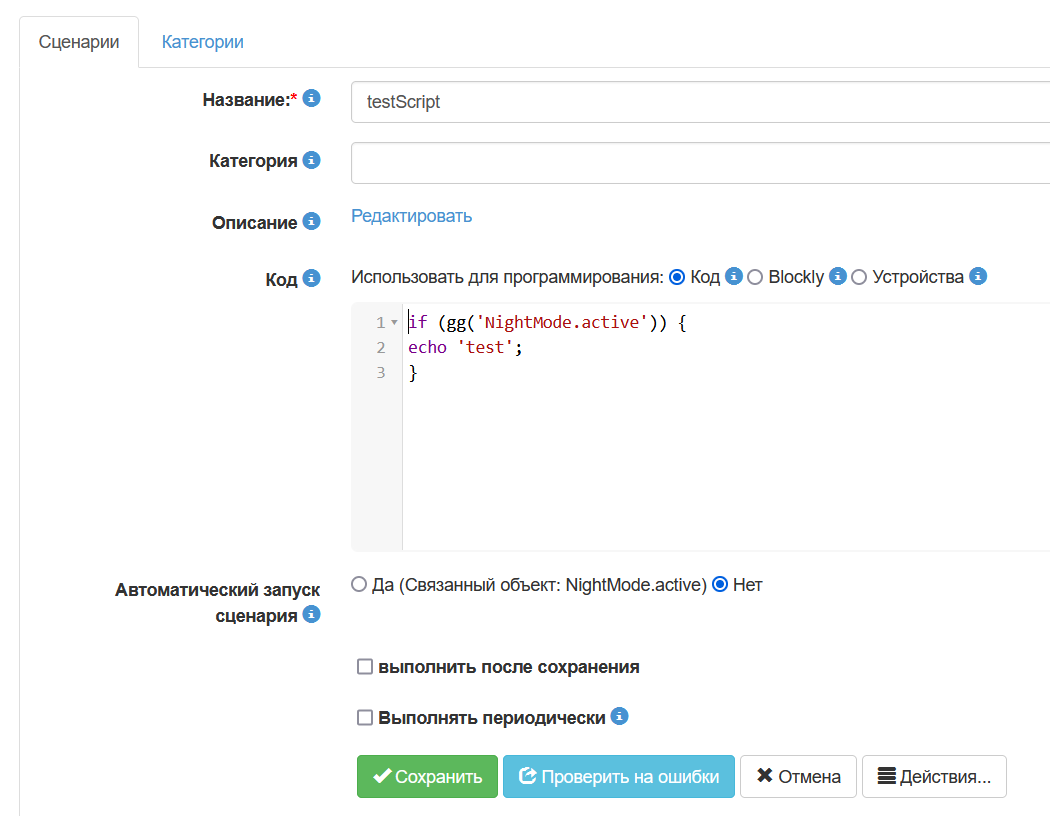 Сценарии Категории
Название:*
testScript
Категория
Описание
Редактировать
Код
Использовать для программирования: Код Blockly Устройства
1 if (gg('NightMode.active')) {
2 echo 'test';
3 }
Автоматический запуск
сценария
Да (Связанный объект: NightMode.active) Нет
выполнить после сохранения
Выполнять периодически
Сохранить Проверить на ошибки Отмена Действия...